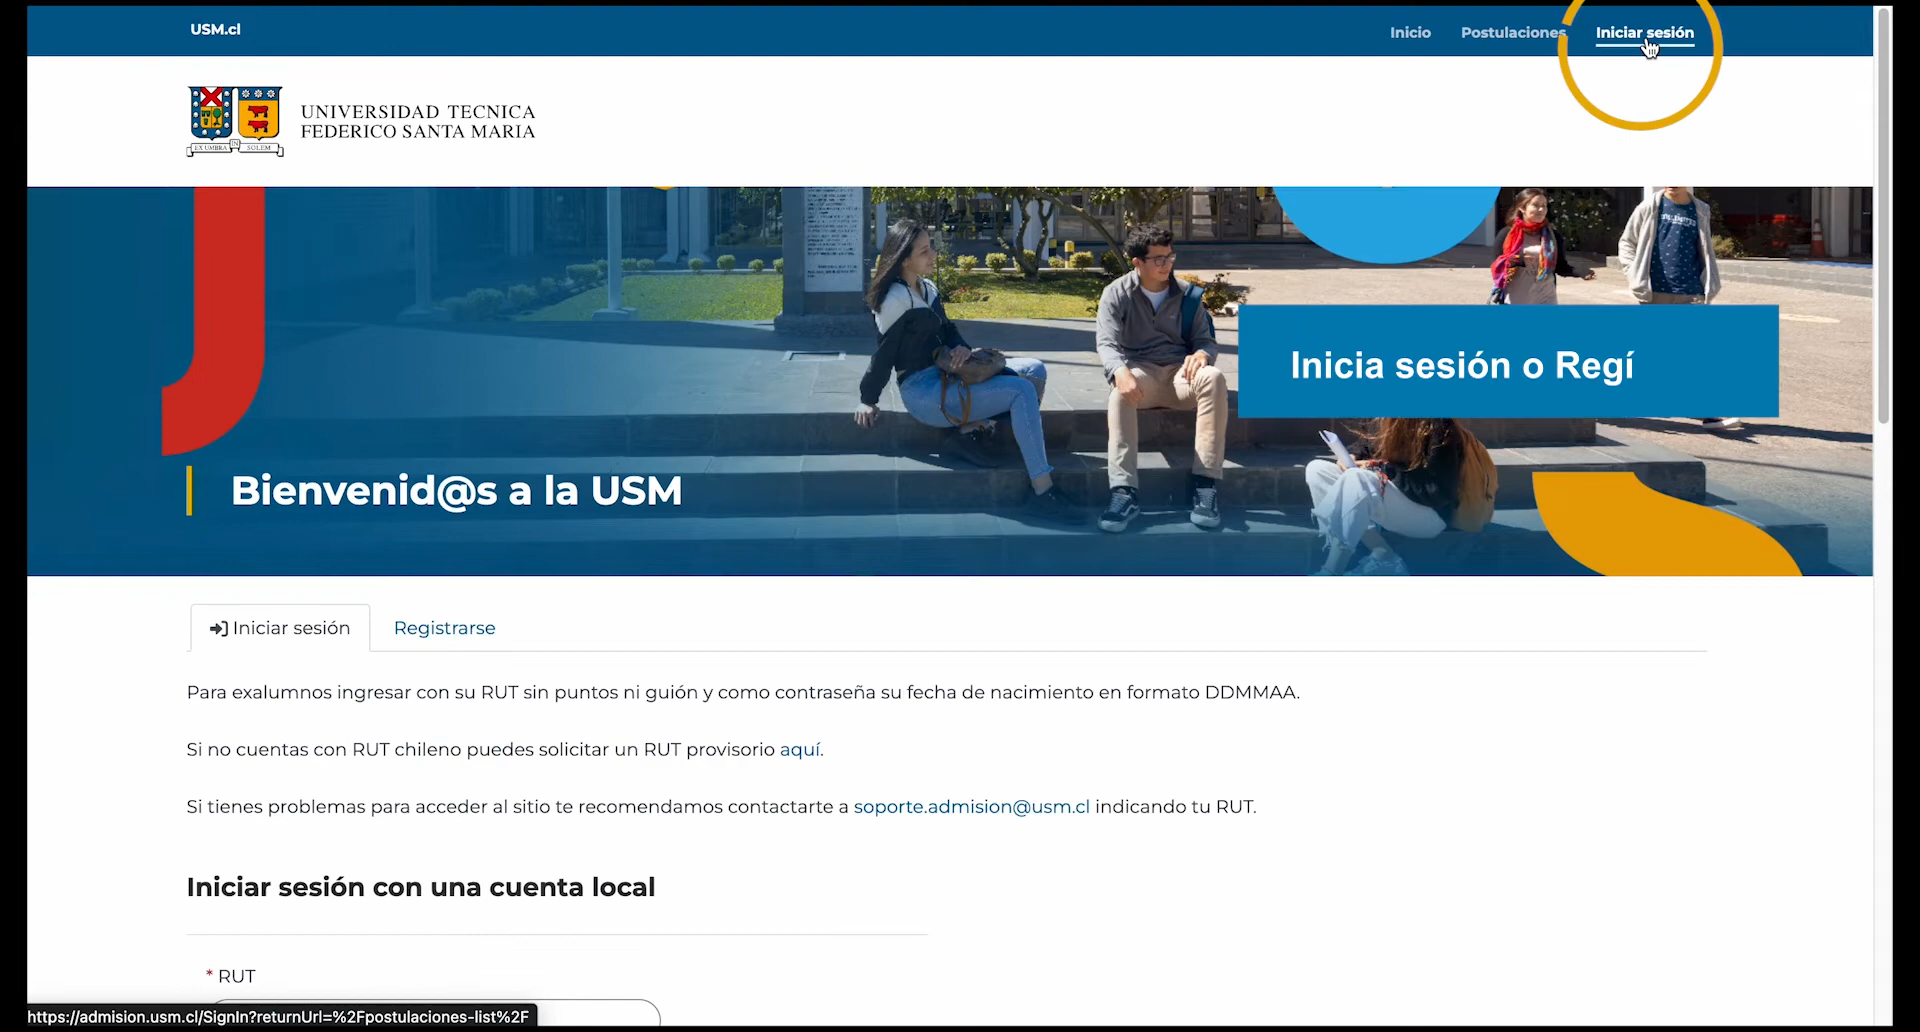 USM.cl
Inicio
Postulaciones
Iniciar sesión
EX UMBRA IN SOLEM
UNIVERSIDAD TECNICA
FEDERICO SANTA MARIA
Inicia sesión o Regí
Bienvenid@s a la USM
Iniciar sesión
Registrarse
Para exalumnos ingresar con su RUT sin puntos ni guión y como contraseña su fecha de nacimiento en formato DDMMAA.
Si no cuentas con RUT chileno puedes solicitar un RUT provisorio aquí.
Si tienes problemas para acceder al sitio te recomendamos contactarte a soporte.admision@usm.cl indicando tu RUT.
Iniciar sesión con una cuenta local
* RUT
https://admision.usm.cl/SignIn?returnUrl=%2Fpostulaciones-list%2F